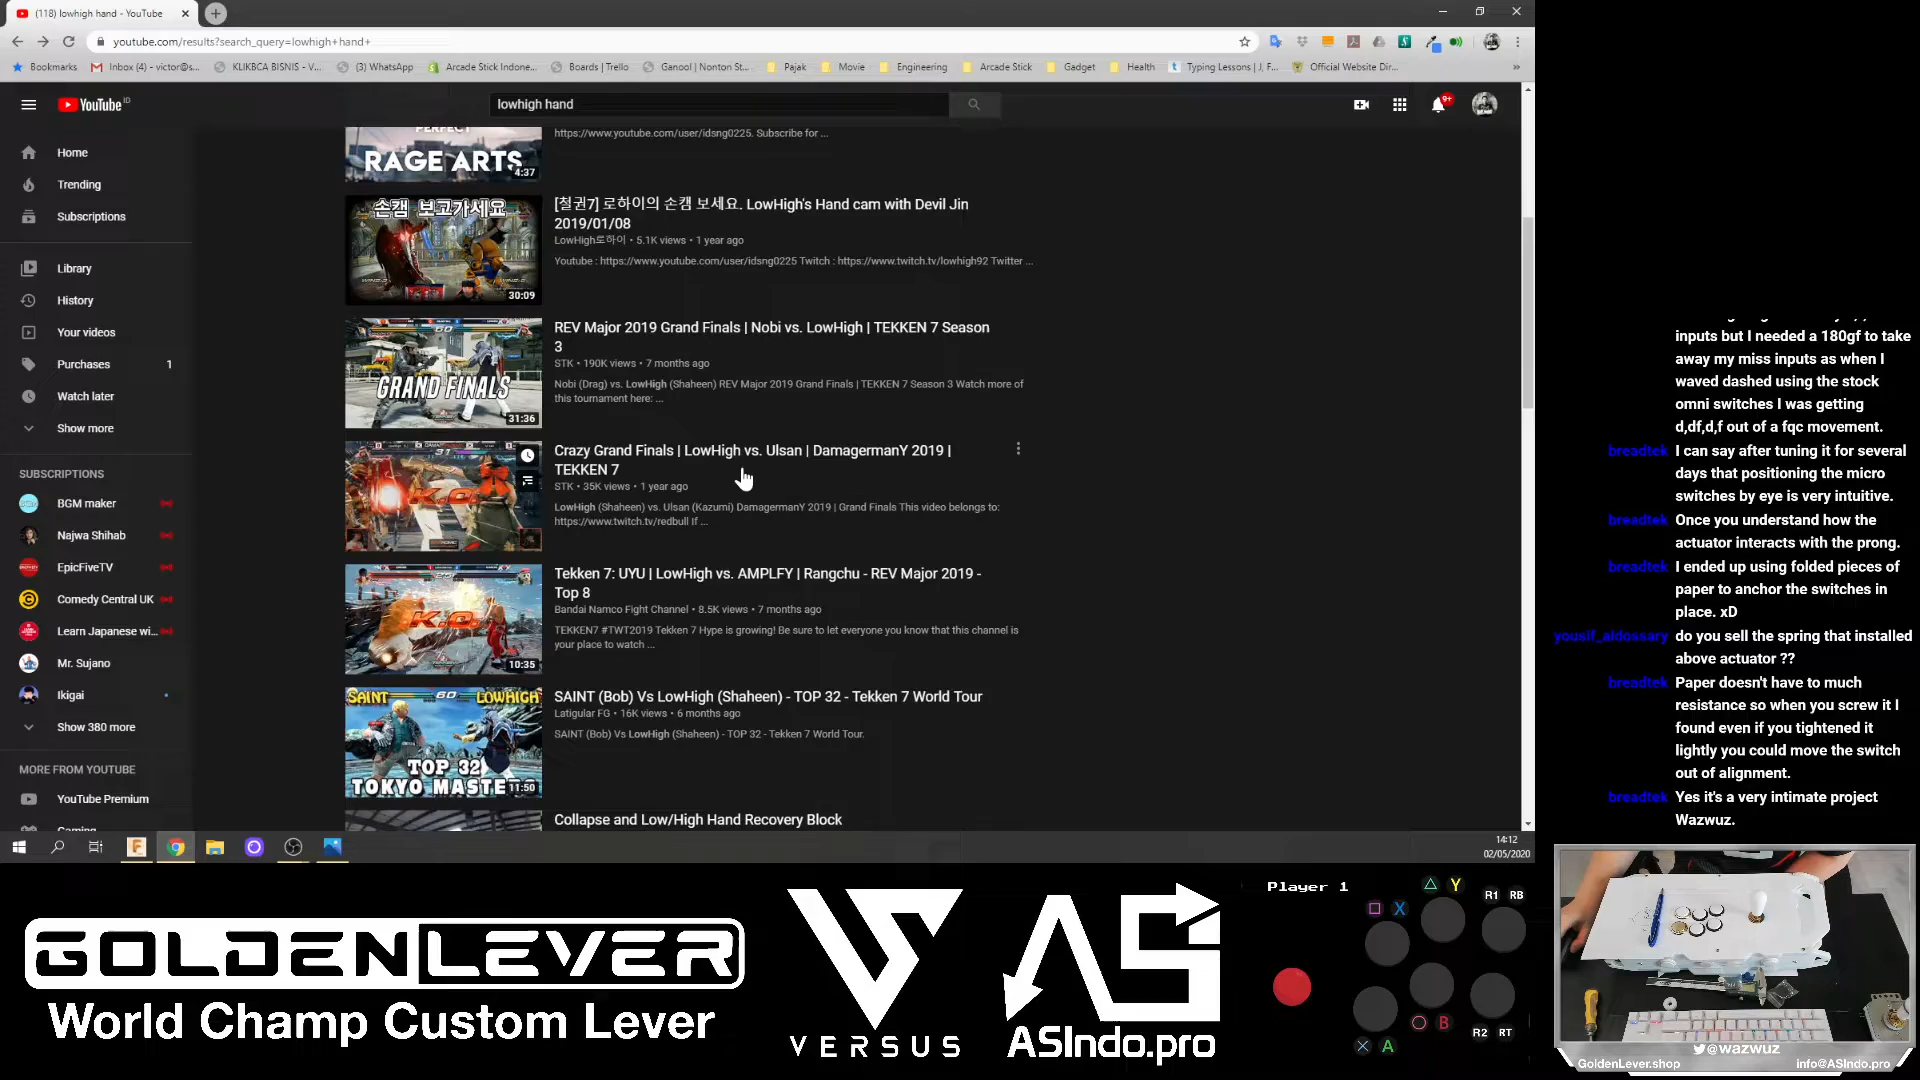 (118) lowhigh hand - YouTube
youtube.com/results?search_query=lowhigh+hand+
Bookmarks
Inbox (4) - victor@s...
KLIKBCA BISNIS - V...
(3) WhatsApp
Arcade Stick Indone...
Boards | Trello
Ganool | Nonton St...
Pajak
Movie
Engineering
Arcade Stick
Gadget
Health
Typing Lessons | J, F...
Official Website Dir...
YouTube ID
lowhigh hand
9+
Home
Trending
Subscriptions
Library
History
Your videos
Purchases 1
Watch later
Show more
SUBSCRIPTIONS
BGM maker
Najwa Shihab
EpicFiveTV
Comedy Central UK
Learn Japanese wi...
Mr. Sujano
Ikigai
Show 380 more
MORE FROM YOUTUBE
YouTube Premium
Gaming
PERFECT
RAGE ARTS
4:37
https://www.youtube.com/user/idsng0225. Subscribe for ...
손캠 보고가세요
30:09
[철권7] 로하이의 손캠 보세요. LowHigh's Hand cam with Devil Jin
2019/01/08
LowHigh로하이 • 5.1K views • 1 year ago
Youtube : https://www.youtube.com/user/idsng0225 Twitch : https://www.twitch.tv/lowhigh92 Twitter ...
60
GRAND FINALS
31:36
REV Major 2019 Grand Finals | Nobi vs. LowHigh | TEKKEN 7 Season
3
STK • 190K views • 7 months ago
Nobi (Drag) vs. LowHigh (Shaheen) REV Major 2019 Grand Finals | TEKKEN 7 Season 3 Watch more of
this tournament here: ...
K.O.
Crazy Grand Finals | LowHigh vs. Ulsan | DamagermanY 2019 |
TEKKEN 7
STK • 35K views • 1 year ago
LowHigh (Shaheen) vs. Ulsan (Kazumi) DamagermanY 2019 | Grand Finals This video belongs to:
https://www.twitch.tv/redbull If ...
K.O.
10:35
Tekken 7: UYU | LowHigh vs. AMPLFY | Rangchu - REV Major 2019 -
Top 8
Bandai Namco Fight Channel • 8.5K views • 7 months ago
TEKKEN7 #TWT2019 Tekken 7 Hype is growing! Be sure to let everyone you know that this channel is
your place to watch ...
SAINT 60 LOWHIGH
TOP 32
TOKYO MASTERS
11:50
SAINT (Bob) Vs LowHigh (Shaheen) - TOP 32 - Tekken 7 World Tour
Latigular FG • 16K views • 6 months ago
SAINT (Bob) Vs LowHigh (Shaheen) - TOP 32 - Tekken 7 World Tour.
Collapse and Low/High Hand Recovery Block
14:12
02/05/2020
inputs but I needed a 180gf to take
away my miss inputs as when I
waved dashed using the stock
omni switches I was getting
d,df,d,f out of a fqc movement.
breadtek I can say after tuning it for several
days that positioning the micro
switches by eye is very intuitive.
breadtek Once you understand how the
actuator interacts with the prong.
breadtek I ended up using folded pieces of
paper to anchor the switches in
place. xD
yousif_aldossary do you sell the spring that installed
above actuator ??
breadtek Paper doesn't have to much
resistance so when you screw it I
found even if you tightened it
lightly you could move the switch
out of alignment.
breadtek Yes it's a very intimate project
Wazwuz.
GOLDENLEVER
World Champ Custom Lever
VERSUS
AS
ASIndo.pro
Player 1
△ Y
R1 RB
□ X
○ B
R2 RT
✕ A
@wazwuz
GoldenLever.shop
info@ASIndo.pro